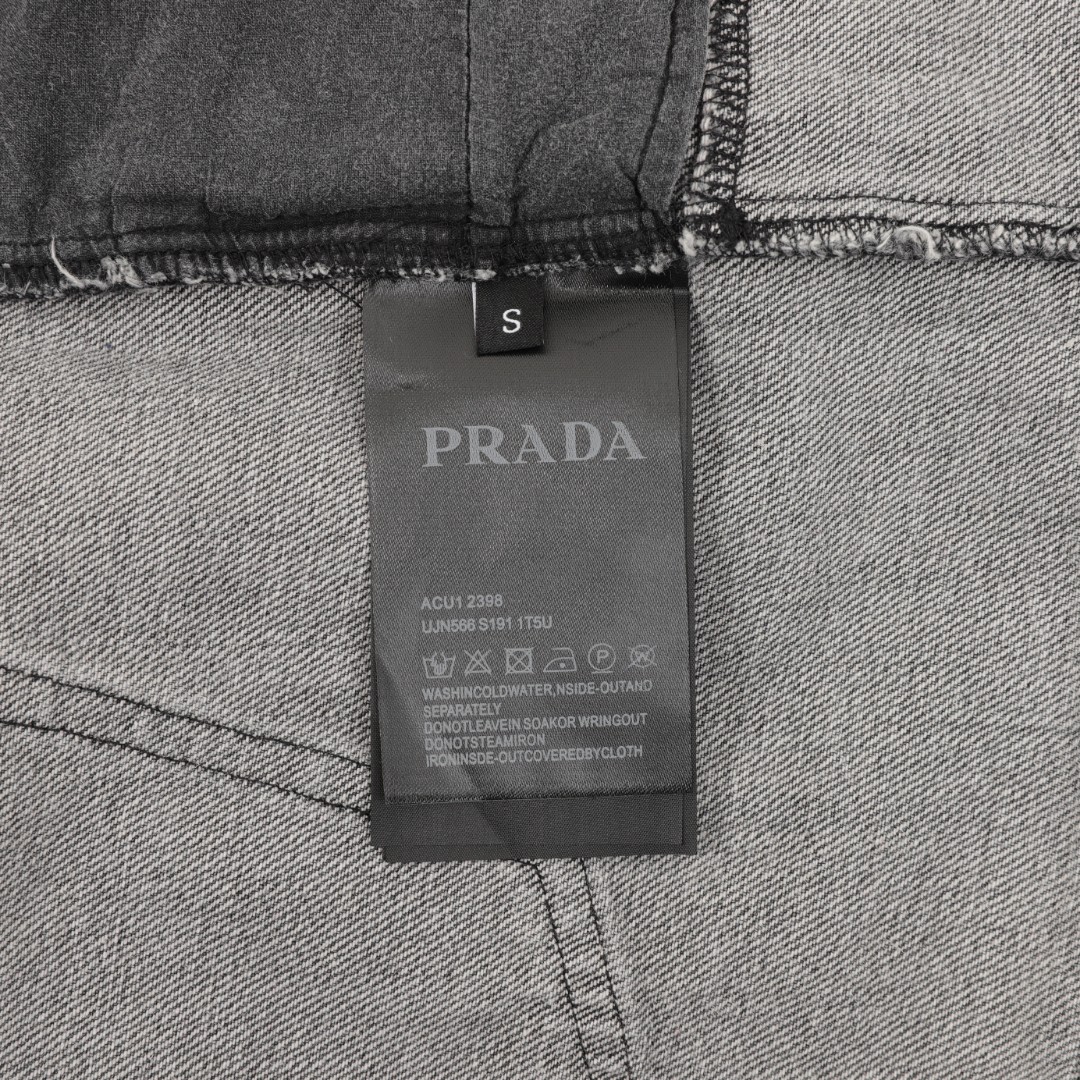 S
PRADA
ACU1 2398
UJN566 S191 1T5U
P W
WASHINCOLDWATER,NSIDE-OUTAND
SEPARATELY
DONOTLEAVEIN SOAKOR WRINGOUT
DONOTSTEAMIRON
IRONINSDE-OUTCOVEREDBYCLOTH